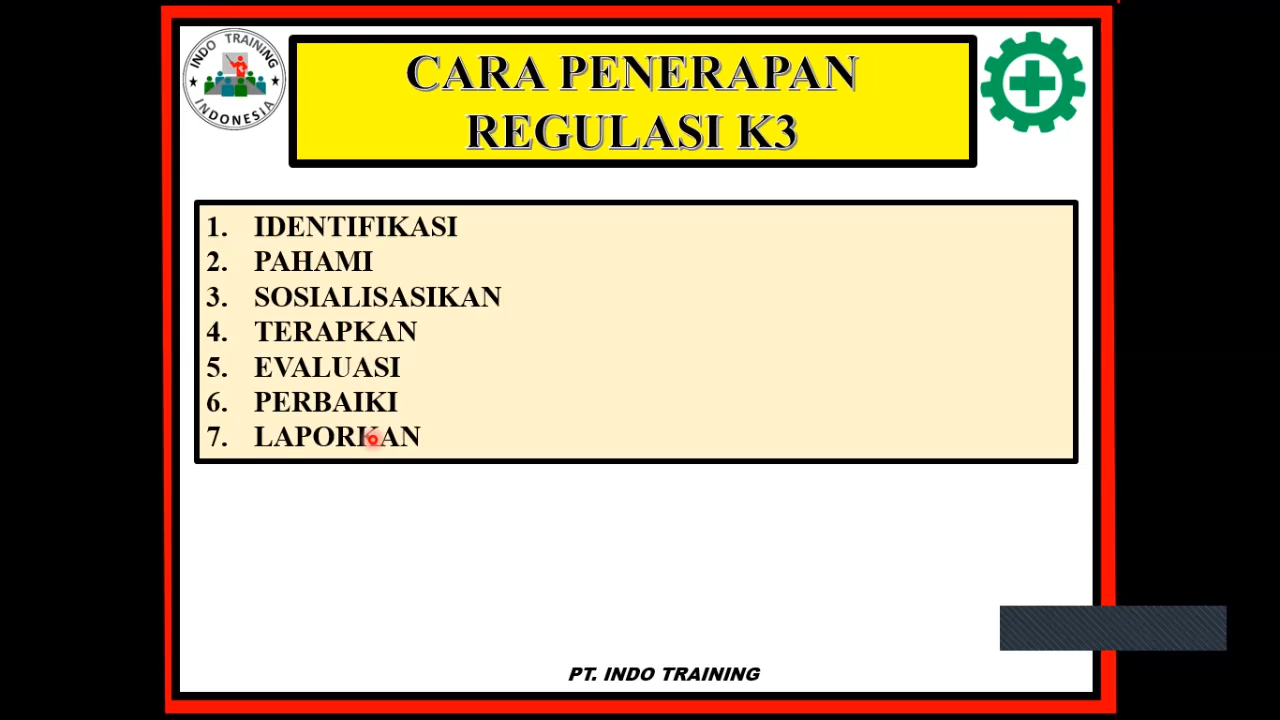 INDO TRAINING
INDONESIA
CARA PENERAPAN
REGULASI K3
1. IDENTIFIKASI
2. PAHAMI
3. SOSIALISASIKAN
4. TERAPKAN
5. EVALUASI
6. PERBAIKI
7. LAPORKAN
PT. INDO TRAINING